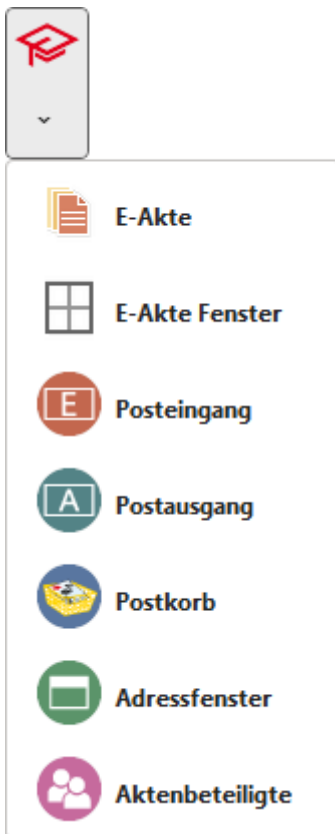 E-Akte
E-Akte Fenster
E Posteingang
A Postausgang
Postkorb
Adressfenster
Aktenbeteiligte